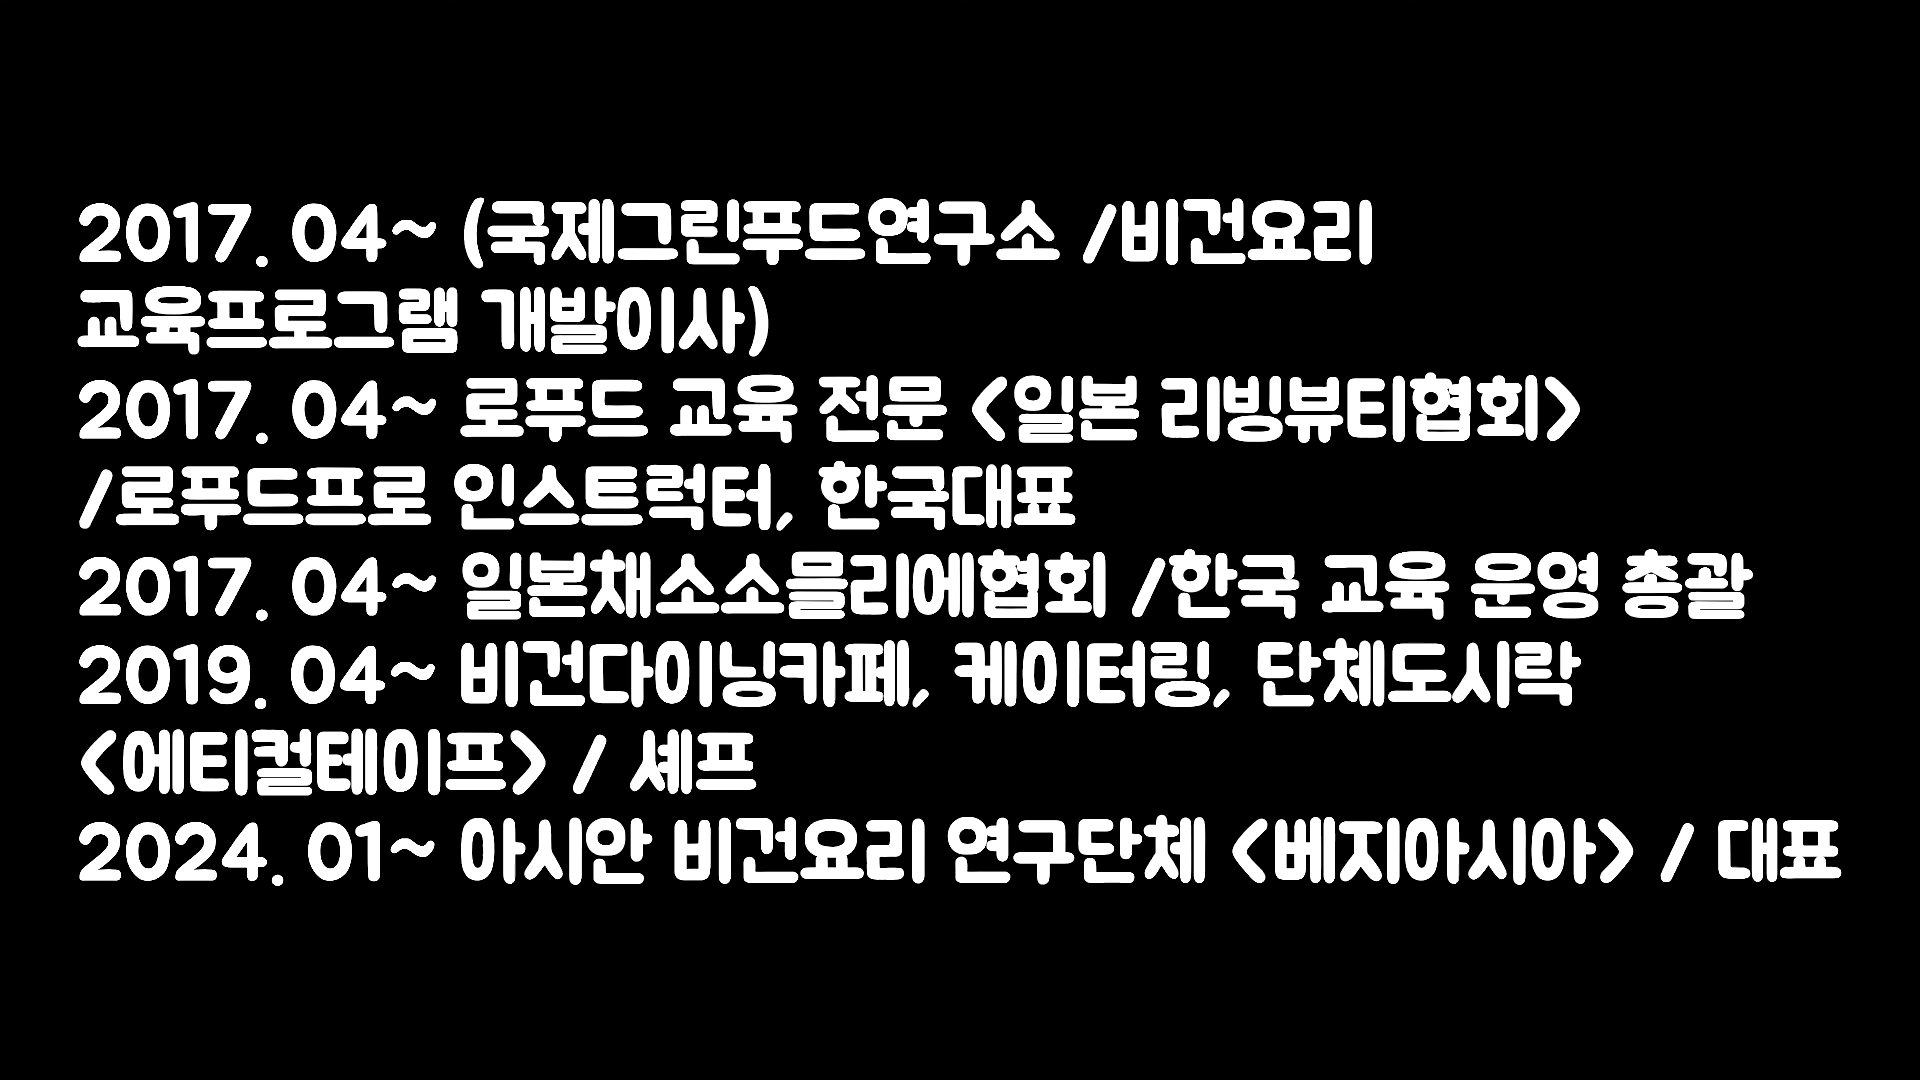 2017. 04~ (국제그린푸드연구소 /비건요리
교육프로그램 개발이사)
2017. 04~ 로푸드 교육 전문 <일본 리빙뷰티협회>
/로푸드프로 인스트럭터, 한국대표
2017. 04~ 일본채소소믈리에협회 /한국 교육 운영 총괄
2019. 04~ 비건다이닝카페, 케이터링, 단체도시락
<에티컬테이프> / 셰프
2024. 01~ 아시안 비건요리 연구단체 <베지아시아> / 대표